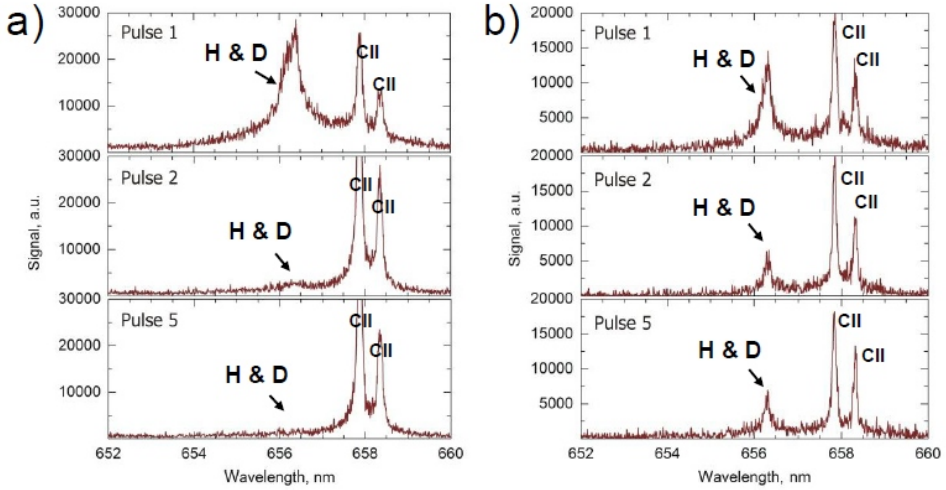 a)
Pulse 1
H & D
CII
CII
30000
20000
10000
Pulse 2
H & D
CII
CII
30000
20000
10000
Pulse 5
H & D
CII
CII
30000
20000
10000
652 654 656 658 660
Wavelength, nm
Signal, a.u.
b)
Pulse 1
H & D
CII
CII
20000
15000
10000
5000
Pulse 2
H & D
CII
CII
20000
15000
10000
5000
Pulse 5
H & D
CII
CII
20000
15000
10000
5000
652 654 656 658 660
Wavelength, nm
Signal, a.u.